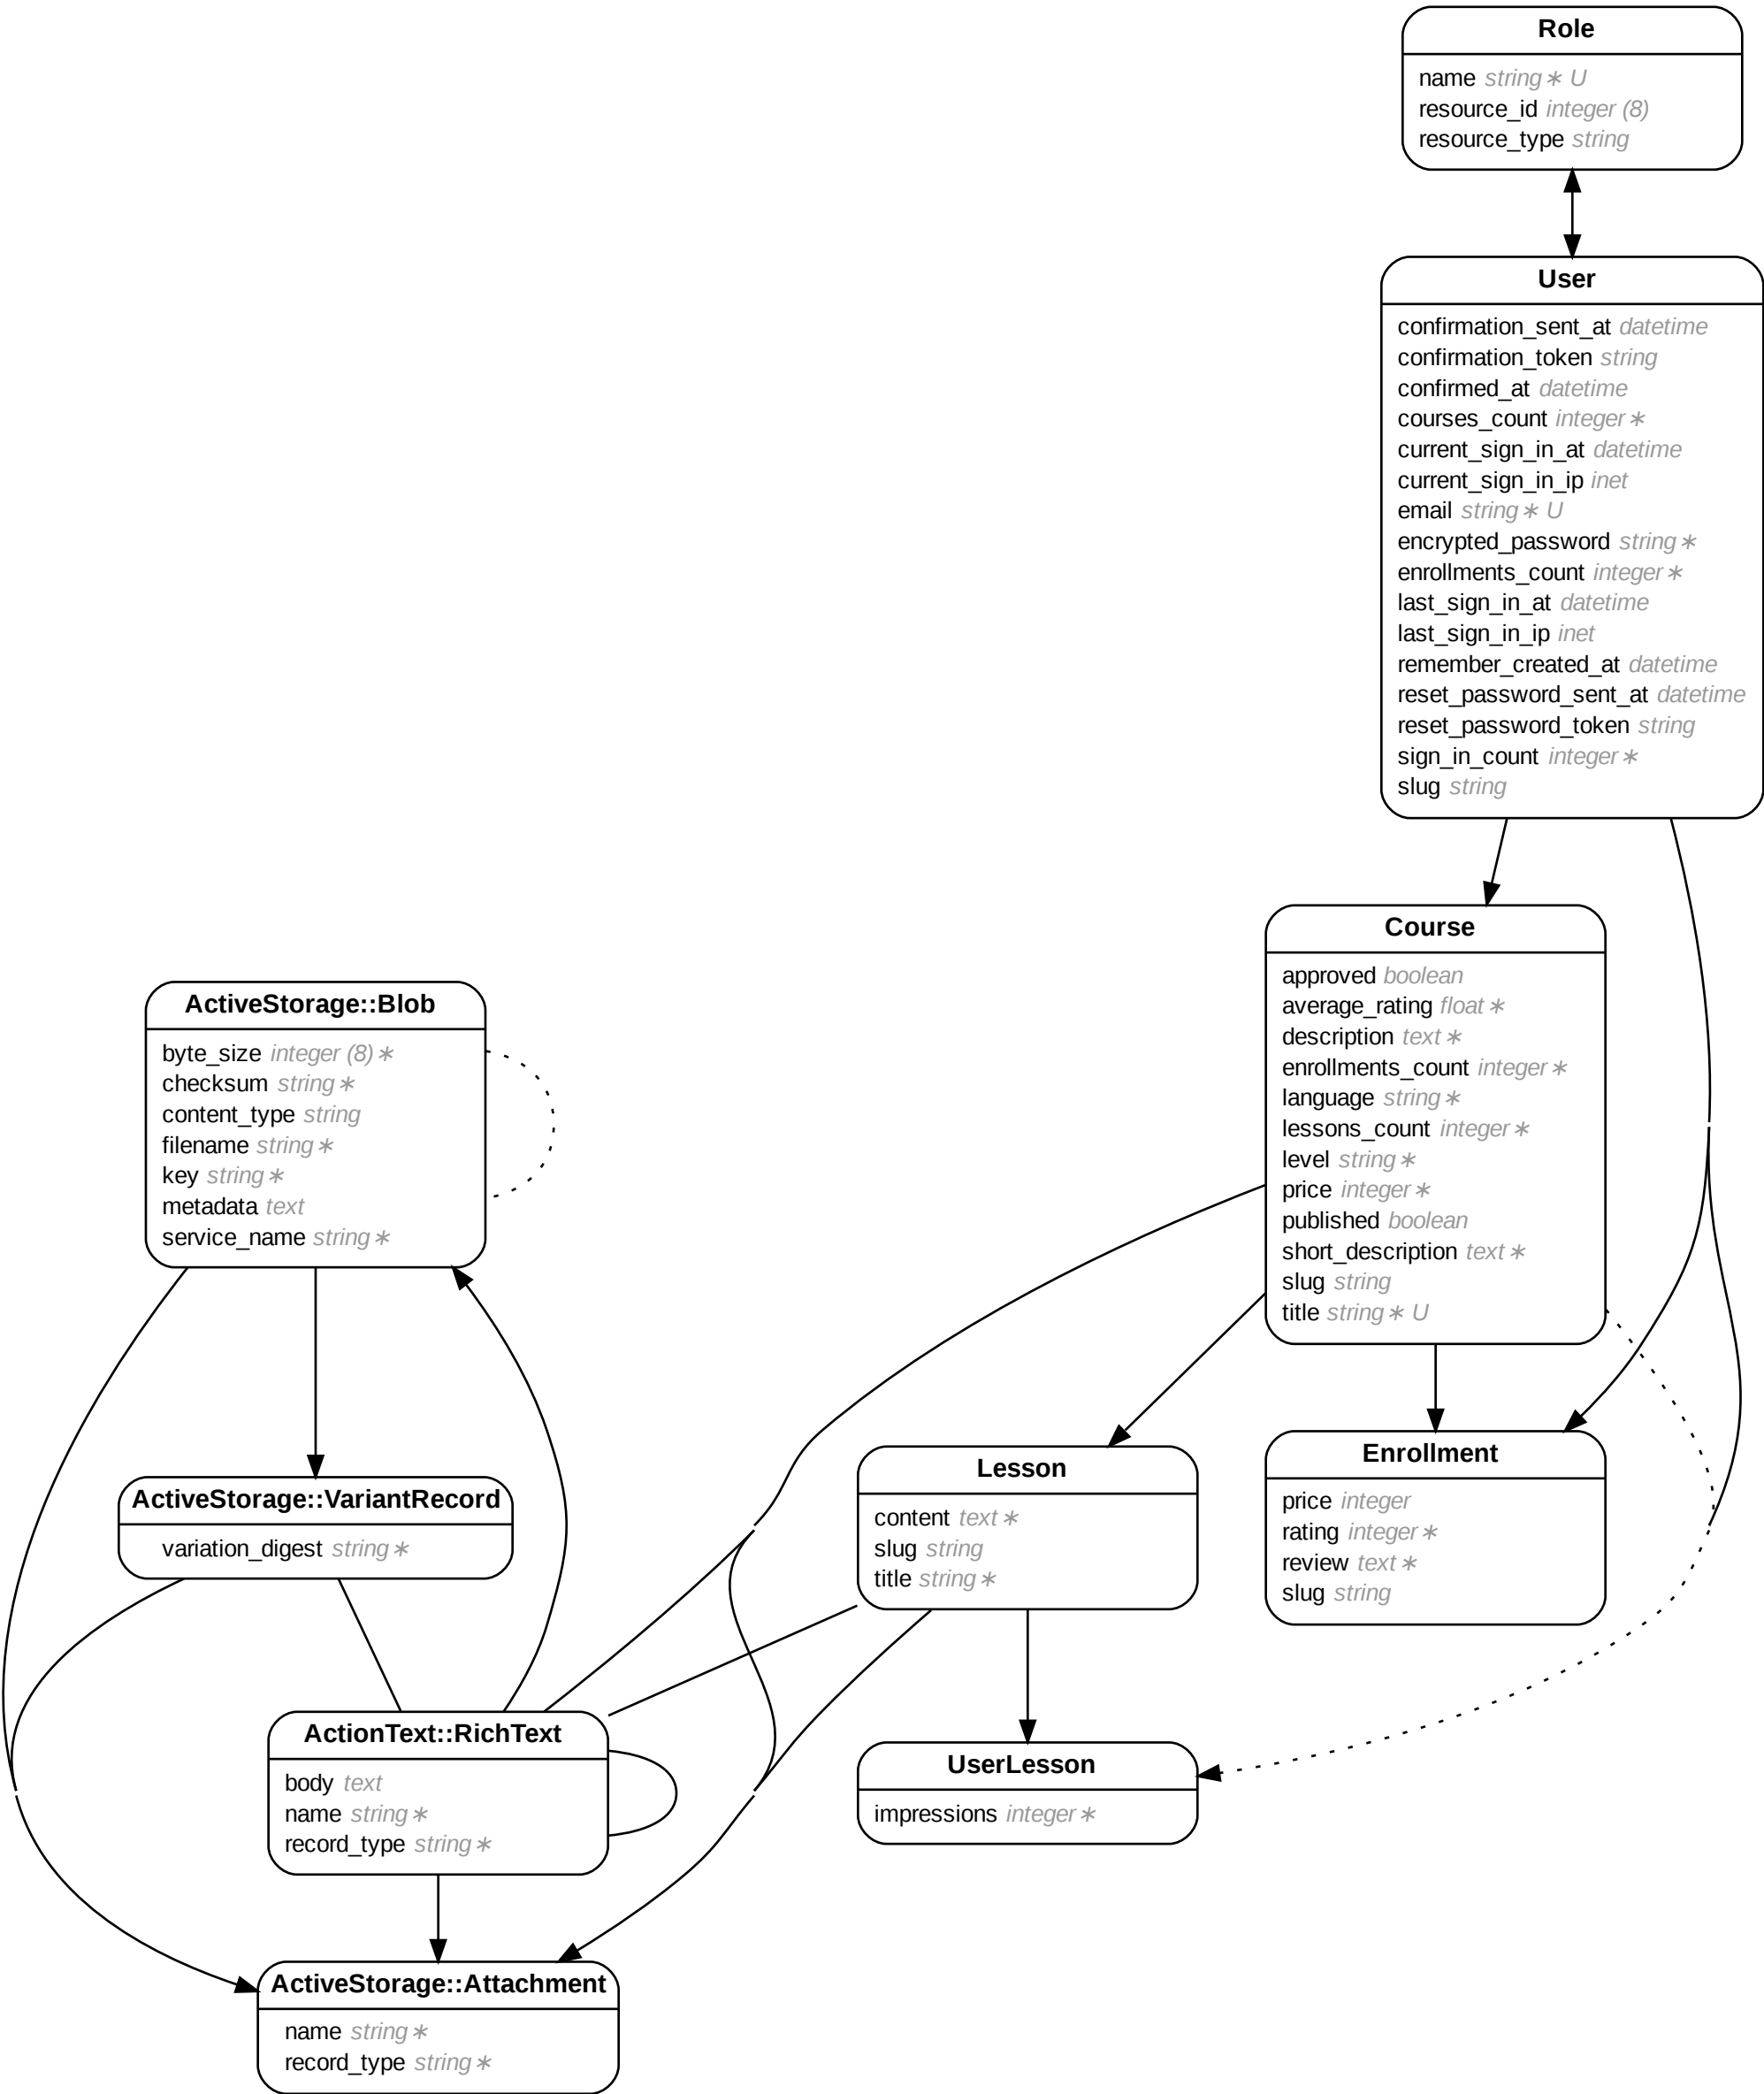 Role
name string∗ U
resource_id integer (8)
resource_type string
User
confirmation_sent_at datetime
confirmation_token string
confirmed_at datetime
courses_count integer∗
current_sign_in_at datetime
current_sign_in_ip inet
email string∗ U
encrypted_password string∗
enrollments_count integer∗
last_sign_in_at datetime
last_sign_in_ip inet
remember_created_at datetime
reset_password_sent_at datetime
reset_password_token string
sign_in_count integer∗
slug string
Course
approved boolean
average_rating float∗
description text∗
enrollments_count integer∗
language string∗
lessons_count integer∗
level string∗
price integer∗
published boolean
short_description text∗
slug string
title string∗ U
ActiveStorage::Blob
byte_size integer (8)∗
checksum string∗
content_type string
filename string∗
key string∗
metadata text
service_name string∗
Enrollment
price integer
rating integer∗
review text∗
slug string
Lesson
content text∗
slug string
title string∗
ActiveStorage::VariantRecord
variation_digest string∗
ActionText::RichText
body text
name string∗
record_type string∗
UserLesson
impressions integer∗
ActiveStorage::Attachment
name string∗
record_type string∗